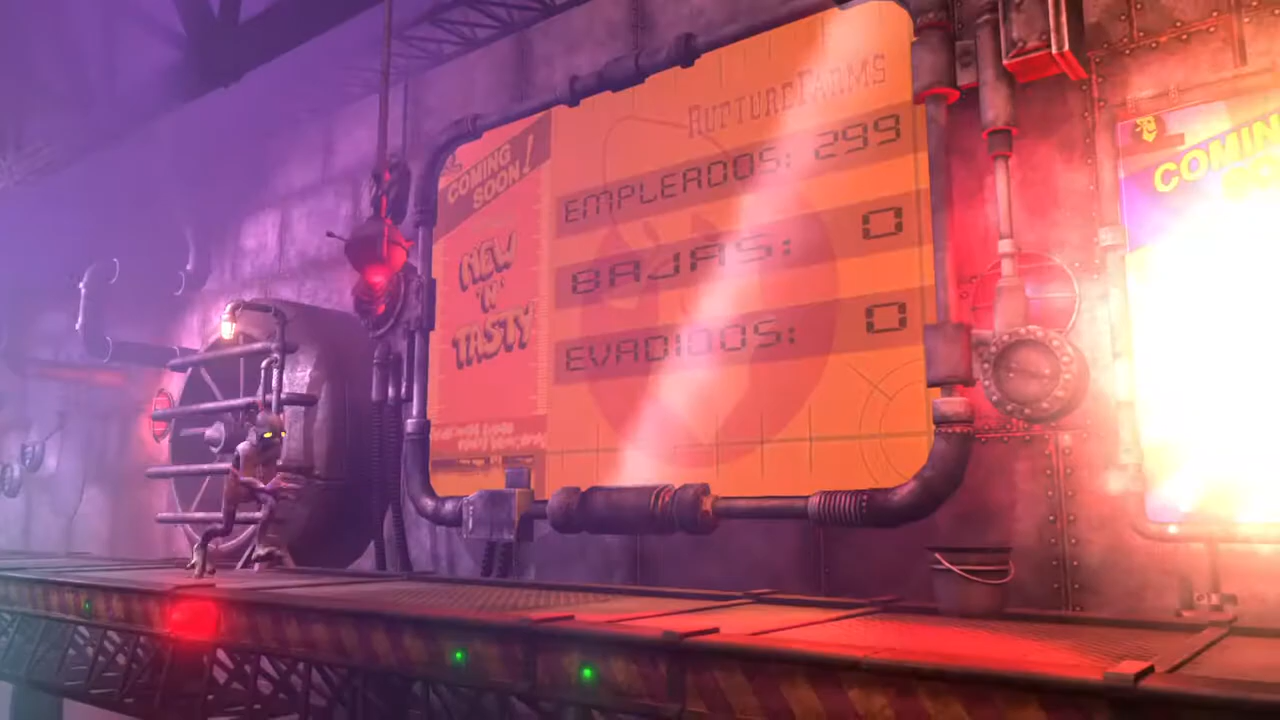 COMING
SOON!
NEW
'N'
TASTY
RUPTUREFARMS
EMPLEADOS: 299
BAJAS: 0
EVADIDOS: 0
COMIN